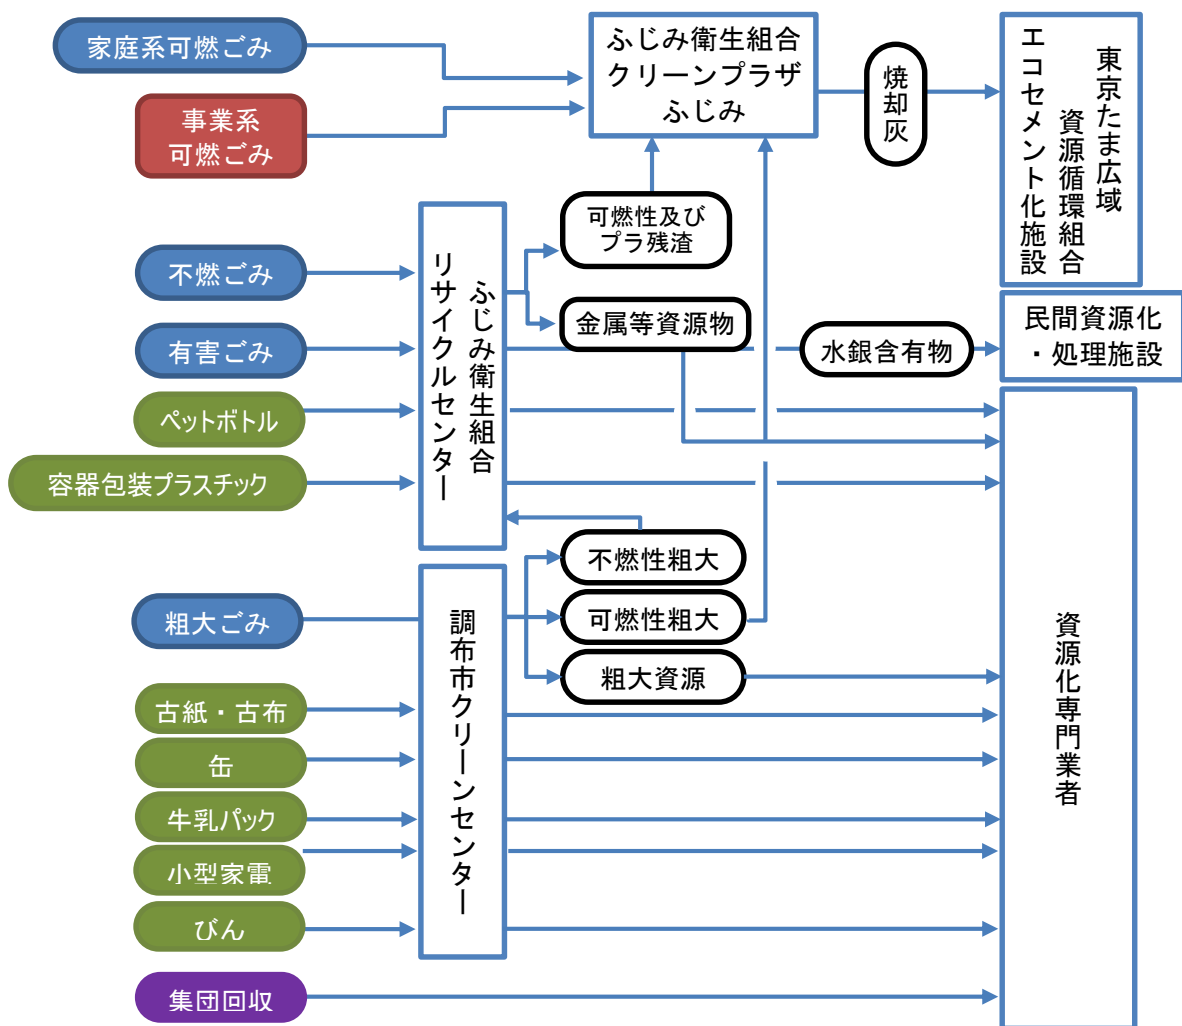 家庭系可燃ごみ
事業系
可燃ごみ
ふじみ衛生組合
クリーンプラザ
ふじみ
焼却灰
東京たま広域
資源循環組合
エコセメント化施設
不燃ごみ
有害ごみ
ペットボトル
容器包装プラスチック
ふじみ衛生組合
リサイクルセンター
可燃性及び
プラ残渣
金属等資源物
水銀含有物
民間資源化
・処理施設
粗大ごみ
古紙・古布
缶
牛乳パック
小型家電
びん
集団回収
調布市クリーンセンター
不燃性粗大
可燃性粗大
粗大資源
資源化専門業者